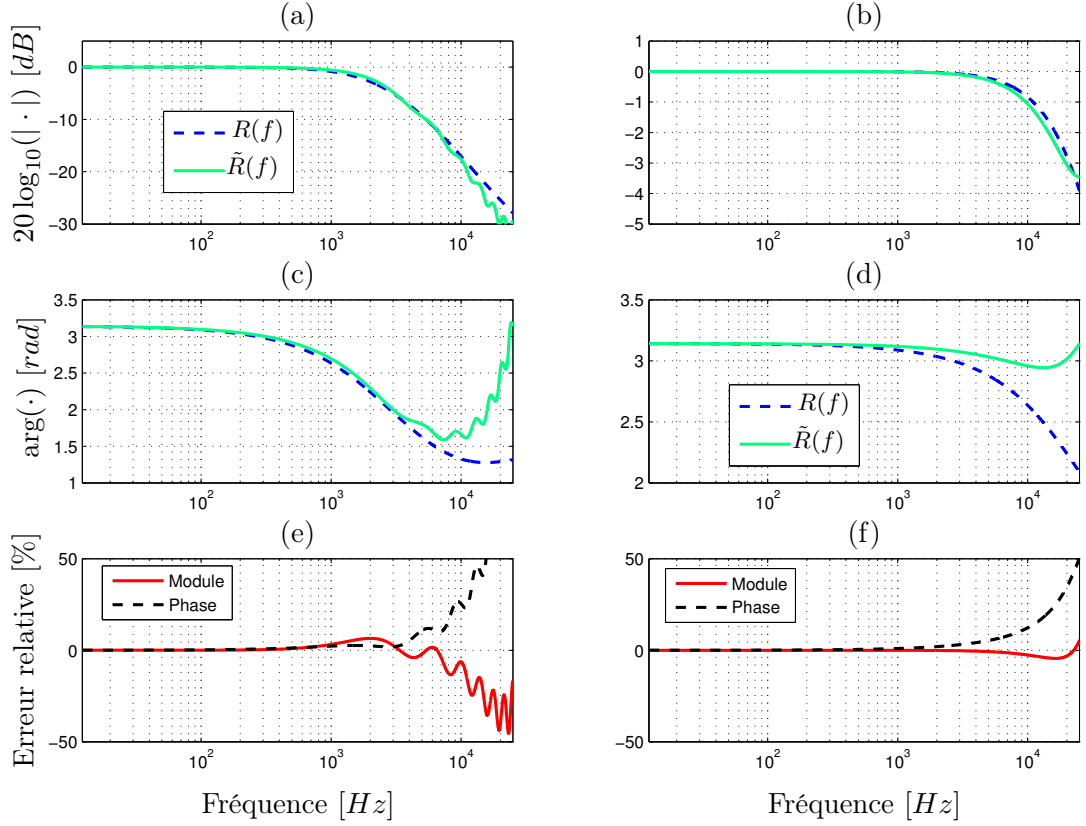 (a)
(b)
20 log10(| · |) [dB]
0
−10
−20
−30
R(f)
R̃(f)
10^2
10^3
10^4
1
0
−1
−2
−3
−4
−5
10^2
10^3
10^4
(c)
(d)
arg(·) [rad]
3.5
3
2.5
2
1.5
1
10^2
10^3
10^4
3.5
3
2.5
2
R(f)
R̃(f)
10^2
10^3
10^4
(e)
(f)
Erreur relative [%]
50
0
−50
Module
Phase
10^2
10^3
10^4
50
0
−50
Module
Phase
10^2
10^3
10^4
Fréquence [Hz]
Fréquence [Hz]